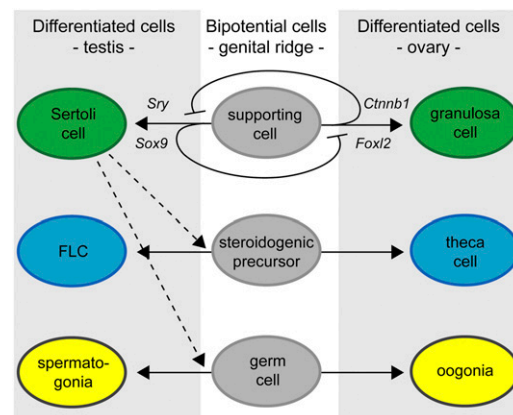 Differentiated cells
- testis -
Bipotential cells
- genital ridge -
Differentiated cells
- ovary -
Sertoli
cell
Sry
Sox9
supporting
cell
Ctnnb1
Foxl2
granulosa
cell
FLC
steroidogenic
precursor
theca
cell
spermato-
gonia
germ
cell
oogonia